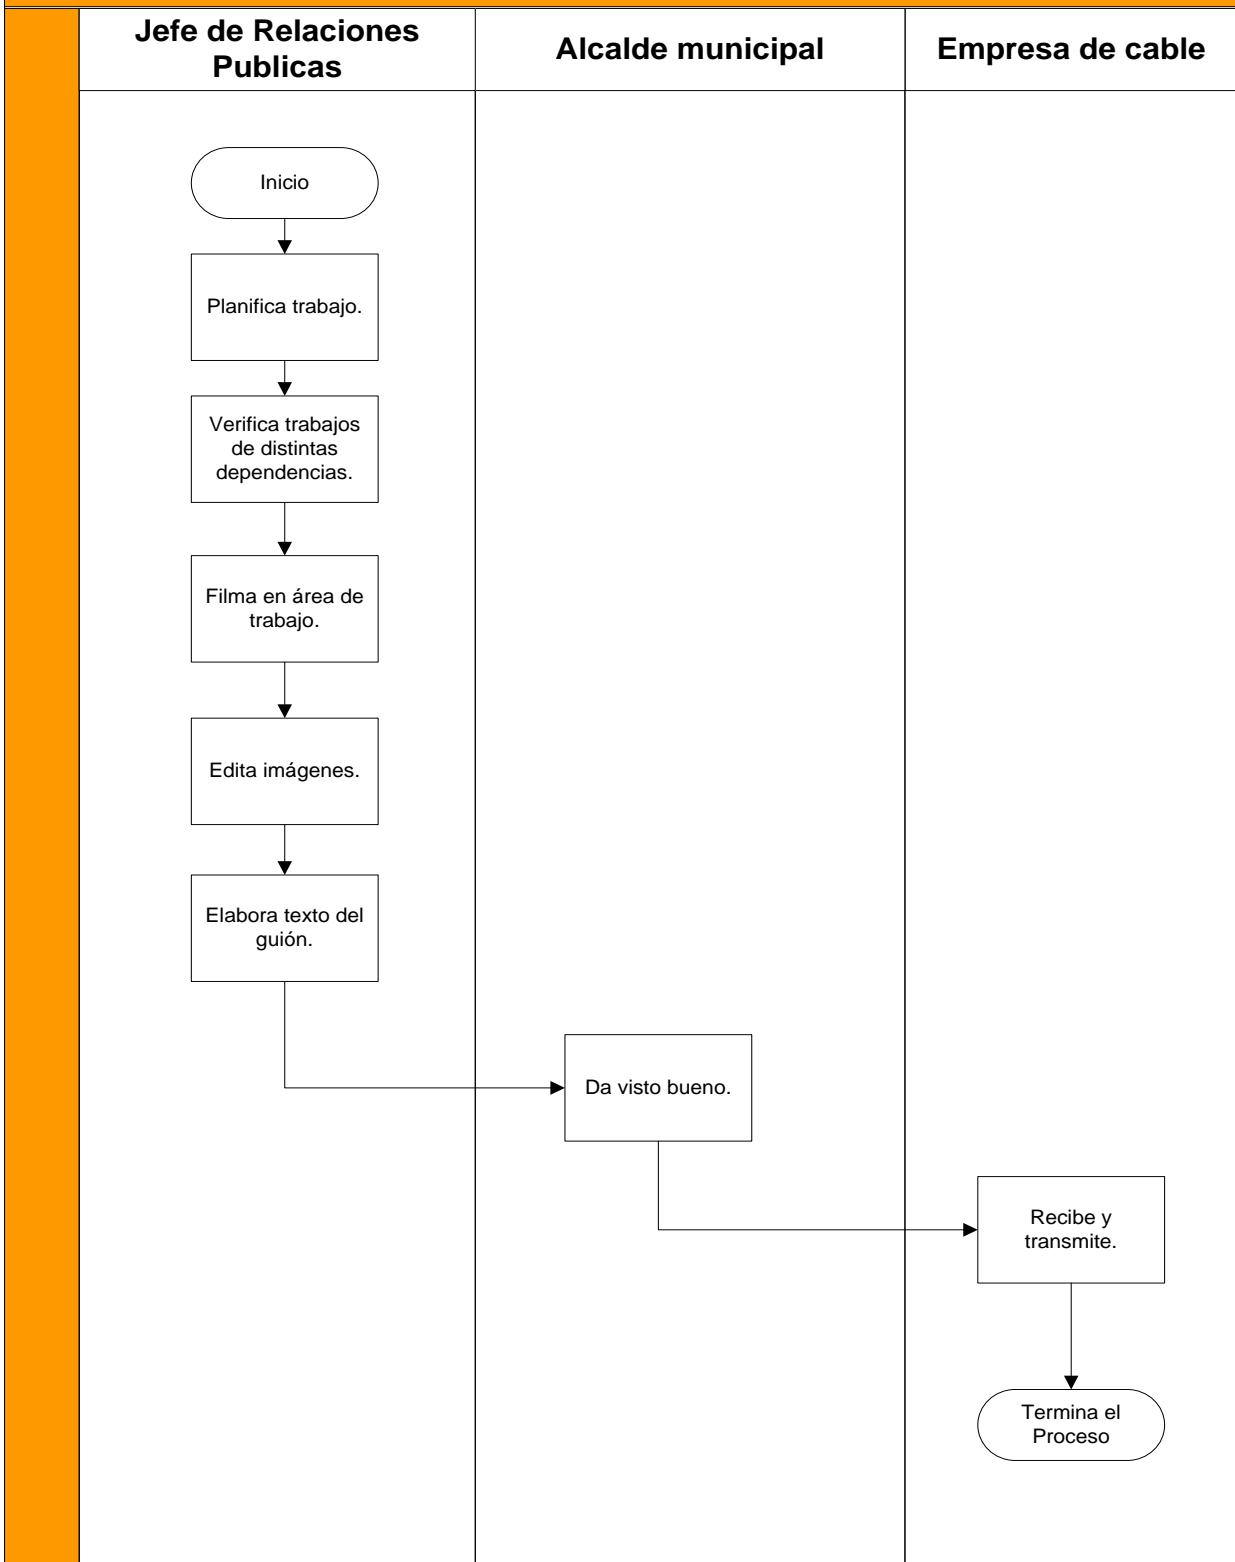 Jefe de Relaciones
Publicas
Alcalde municipal
Empresa de cable
Inicio
Planifica trabajo.
Verifica trabajos
de distintas
dependencias.
Filma en área de
trabajo.
Edita imágenes.
Elabora texto del
guión.
Da visto bueno.
Recibe y
transmite.
Termina el
Proceso